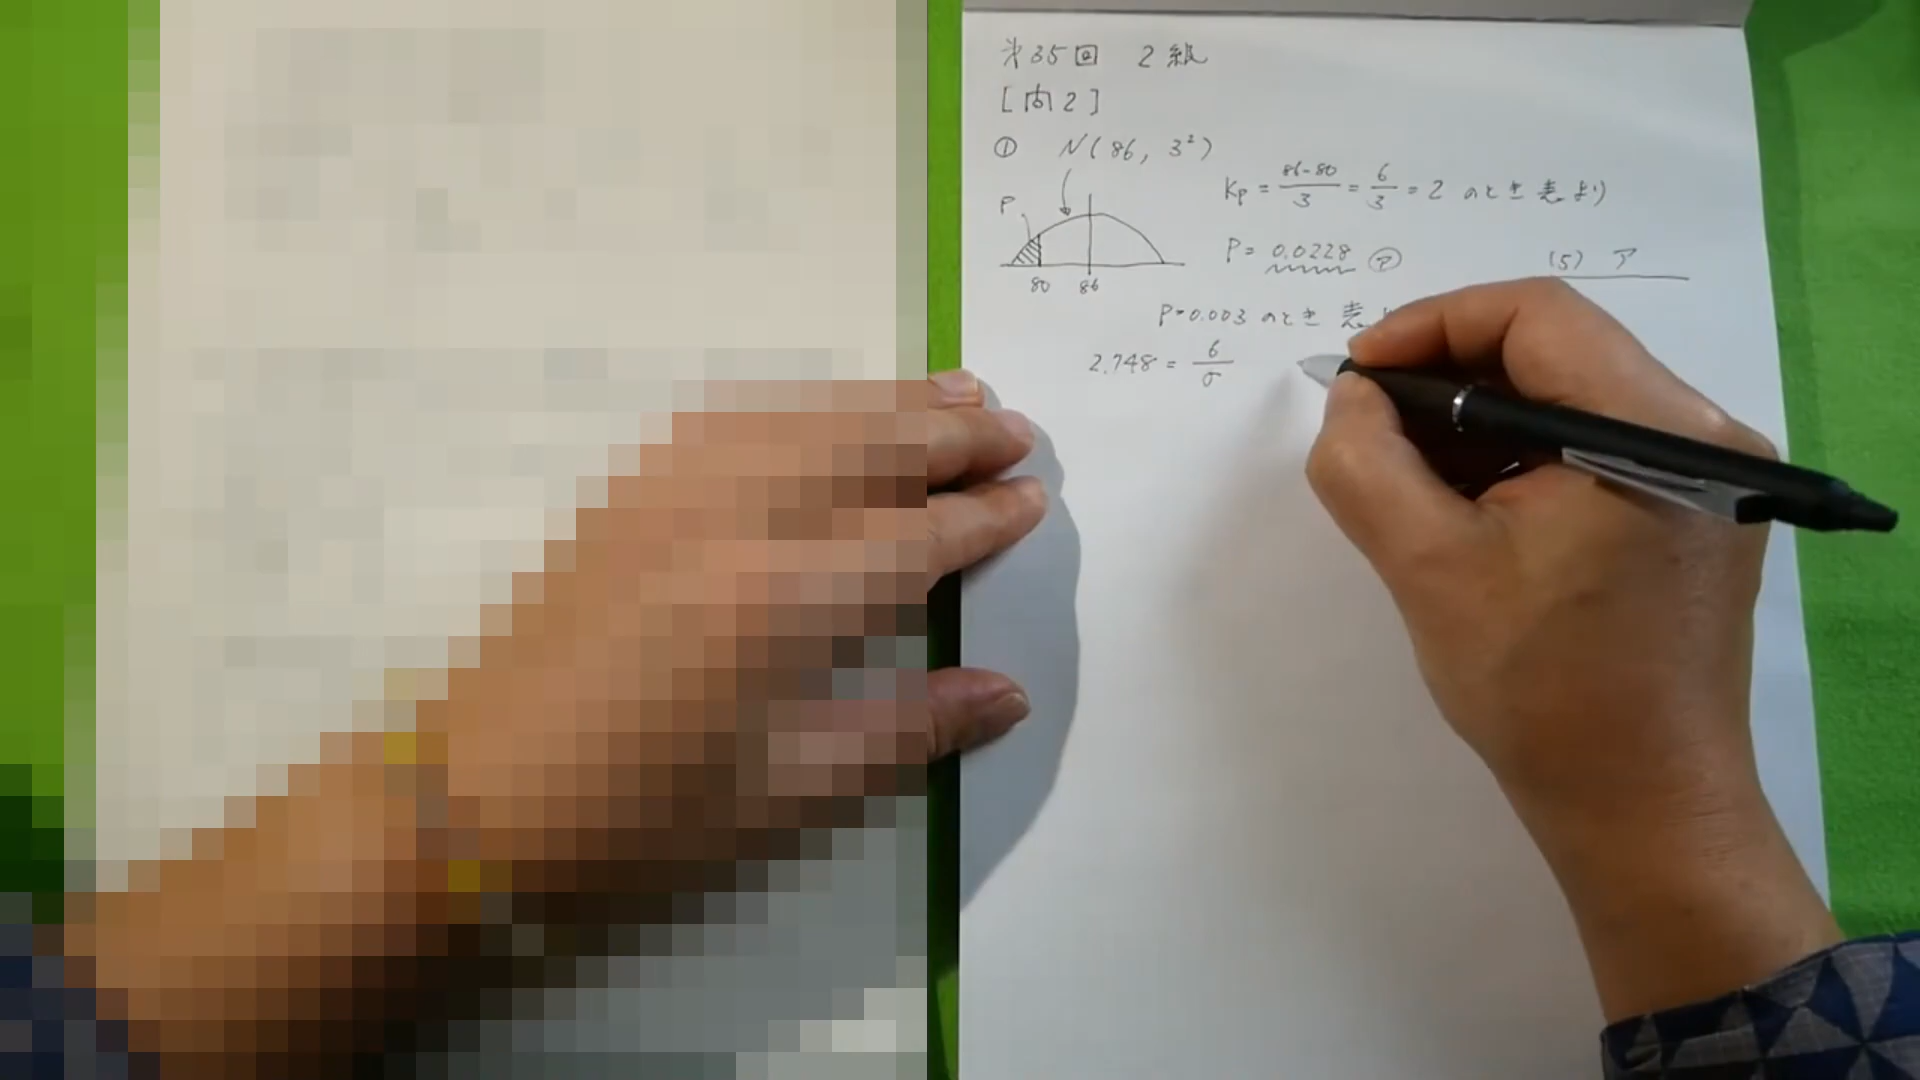 第35回 2級
[問2]
① N(86, 3²)
Kp = 86-80/3 = 6/3 = 2 のとき 表より
P
P = 0.0228 ㋐
(5) ア
80 86
P=0.003 のとき 表よ
2.748 = 6/σ